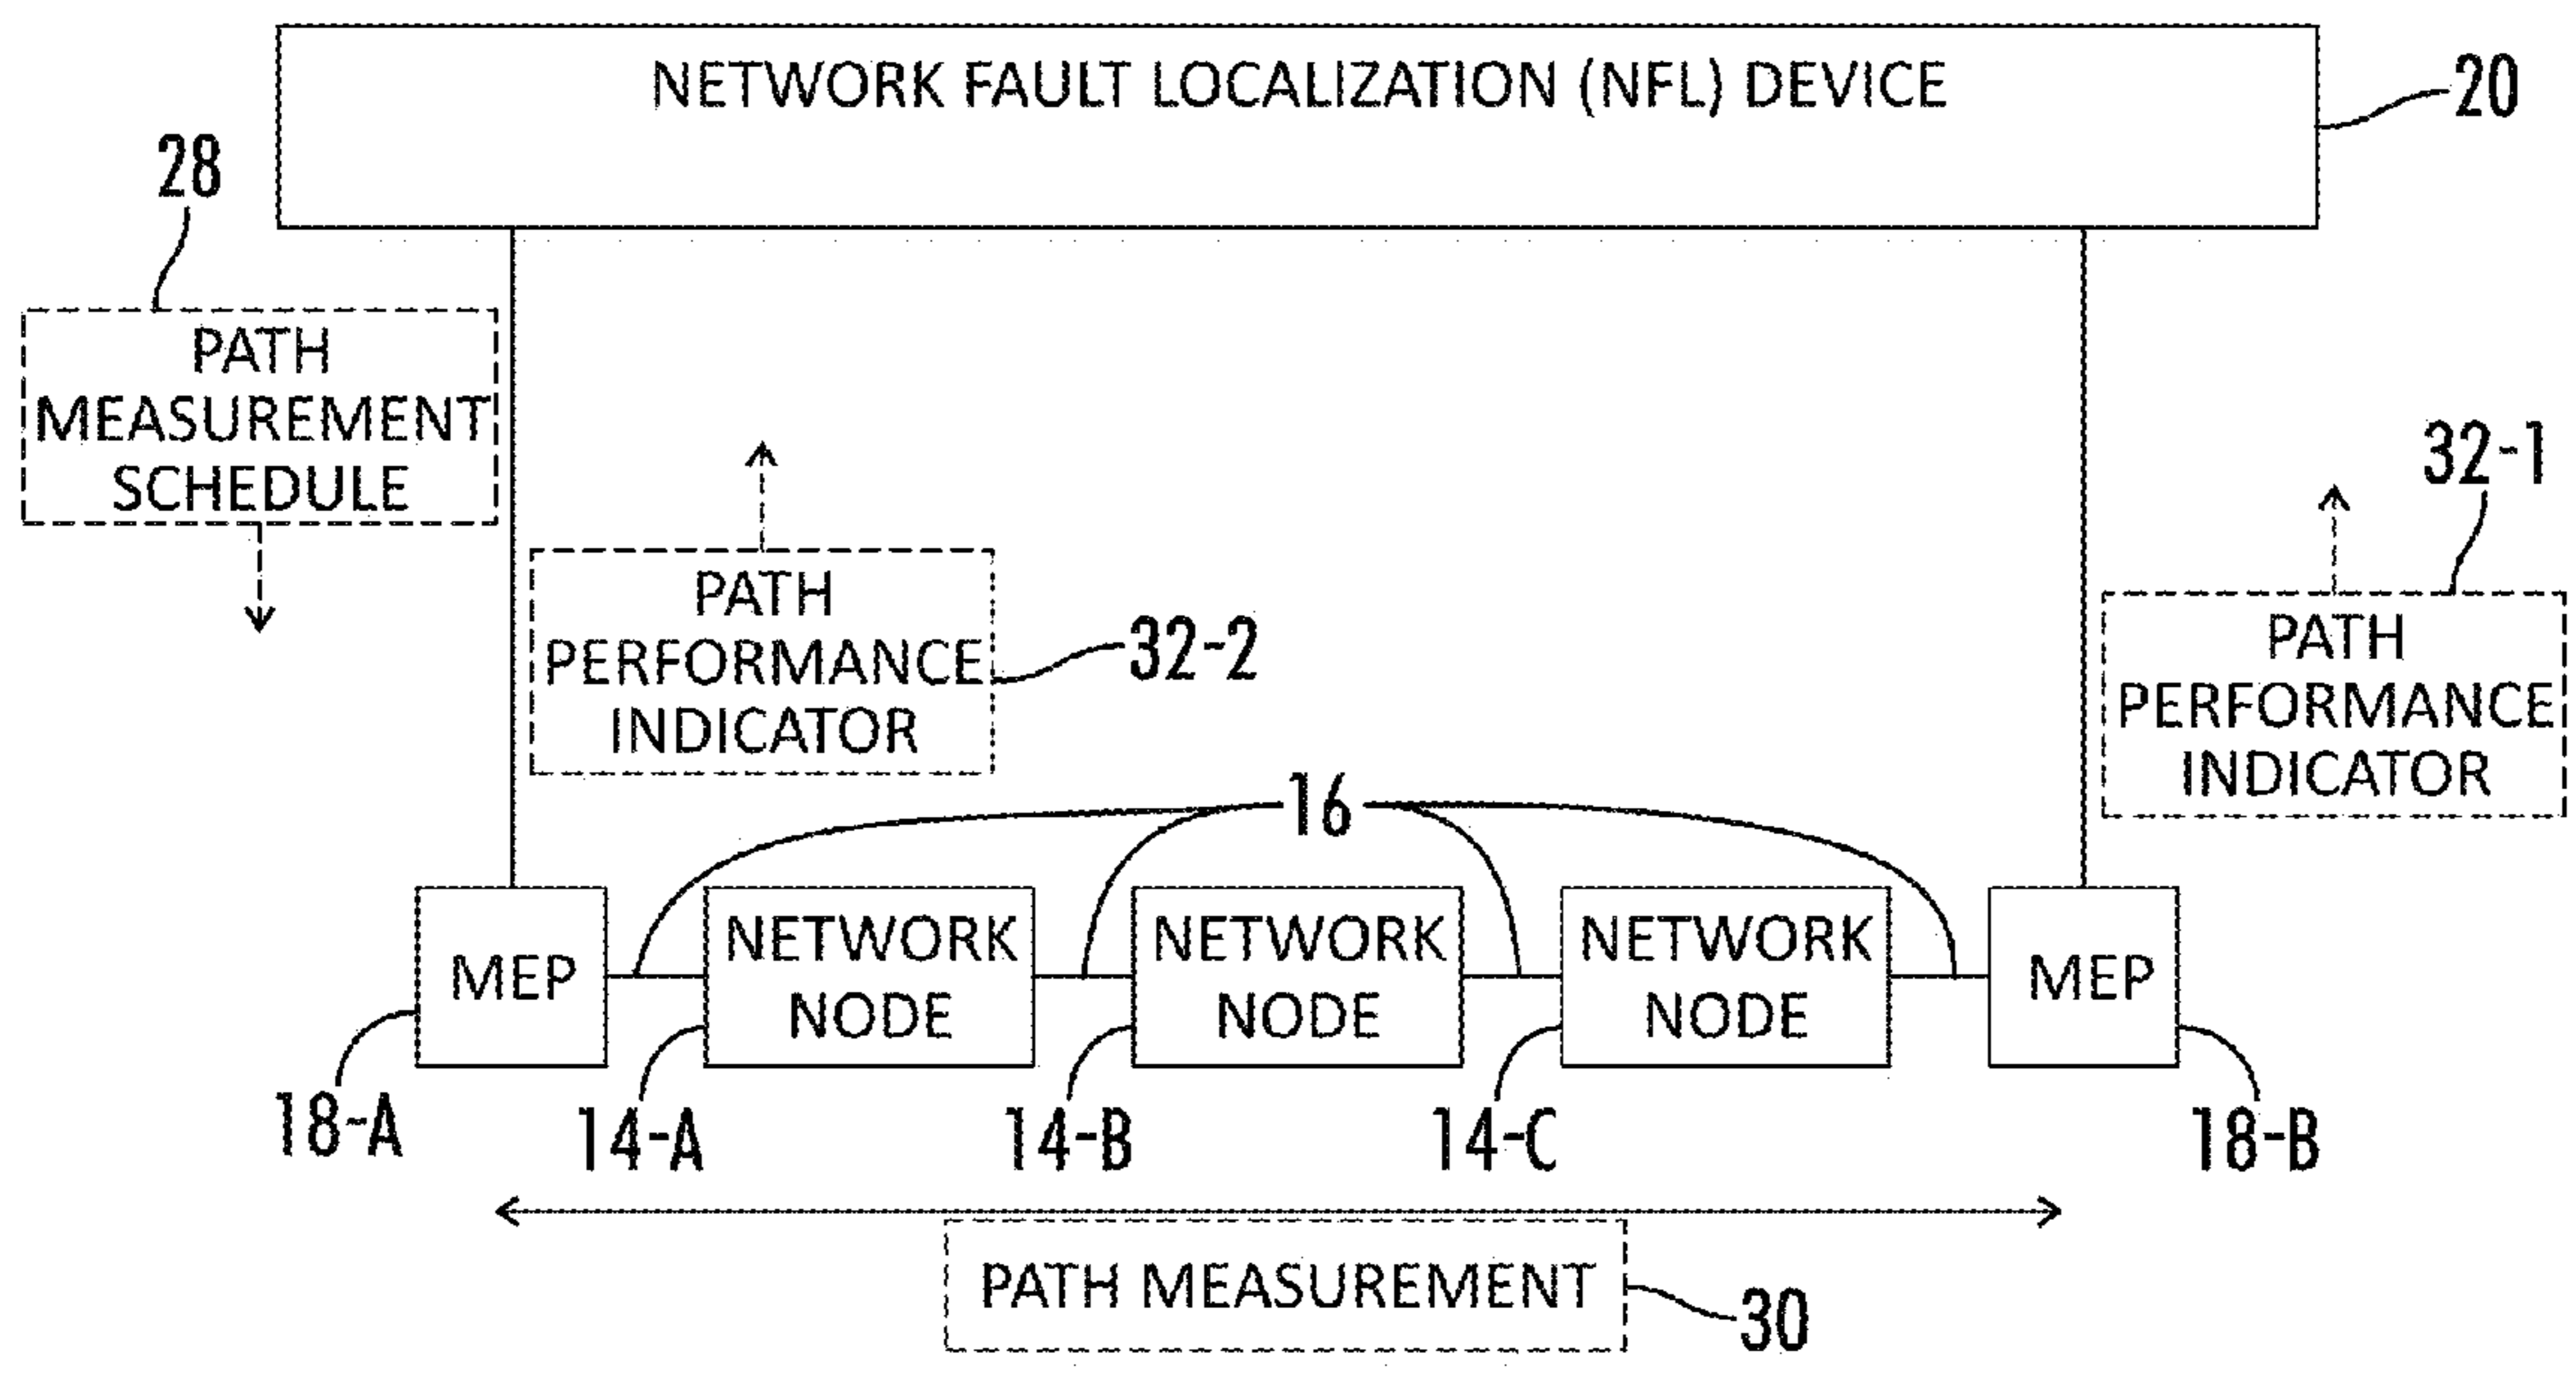 NETWORK FAULT LOCALIZATION (NFL) DEVICE
20
28
PATH
MEASUREMENT
SCHEDULE
32-1
PATH
PERFORMANCE
INDICATOR
32-2
PATH
PERFORMANCE
INDICATOR
16
MEP
NETWORK
NODE
NETWORK
NODE
NETWORK
NODE
MEP
18-A
14-A
14-B
14-C
18-B
PATH MEASUREMENT
30